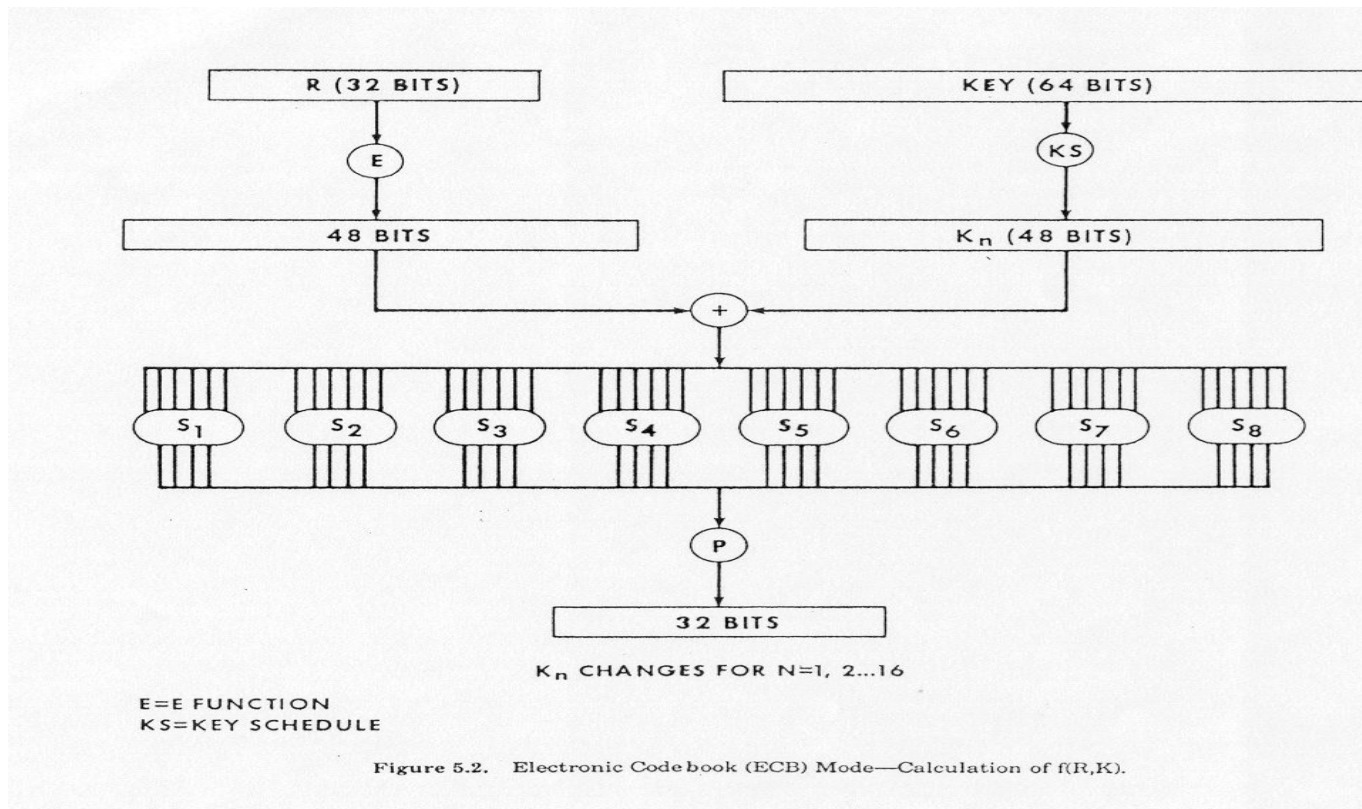 R (32 BITS)
KEY (64 BITS)
E
KS
48 BITS
Kn (48 BITS)
+
S1
S2
S3
S4
S5
S6
S7
S8
P
32 BITS
Kn CHANGES FOR N=1, 2...16
E=E FUNCTION
KS=KEY SCHEDULE
Figure 5.2. Electronic Codebook (ECB) Mode—Calculation of f(R,K).